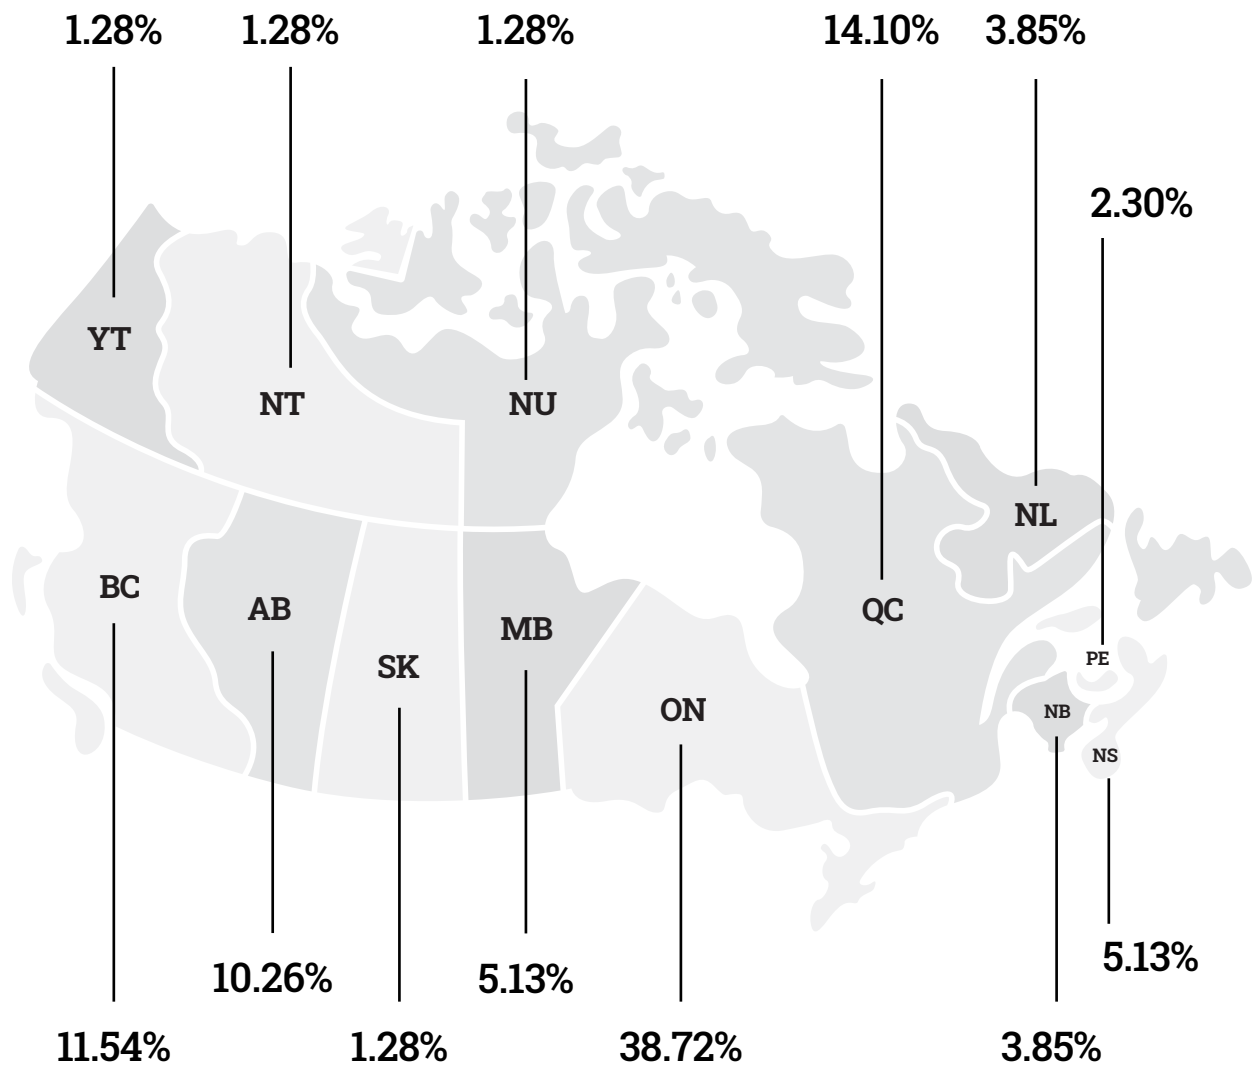 1.28% 1.28% 1.28% 14.10% 3.85%
2.30%
YT
NT NU
NL
BC
AB QC
MB
PE
SK
ON NB
NS
5.13%
10.26% 5.13%
11.54% 1.28% 38.72% 3.85%